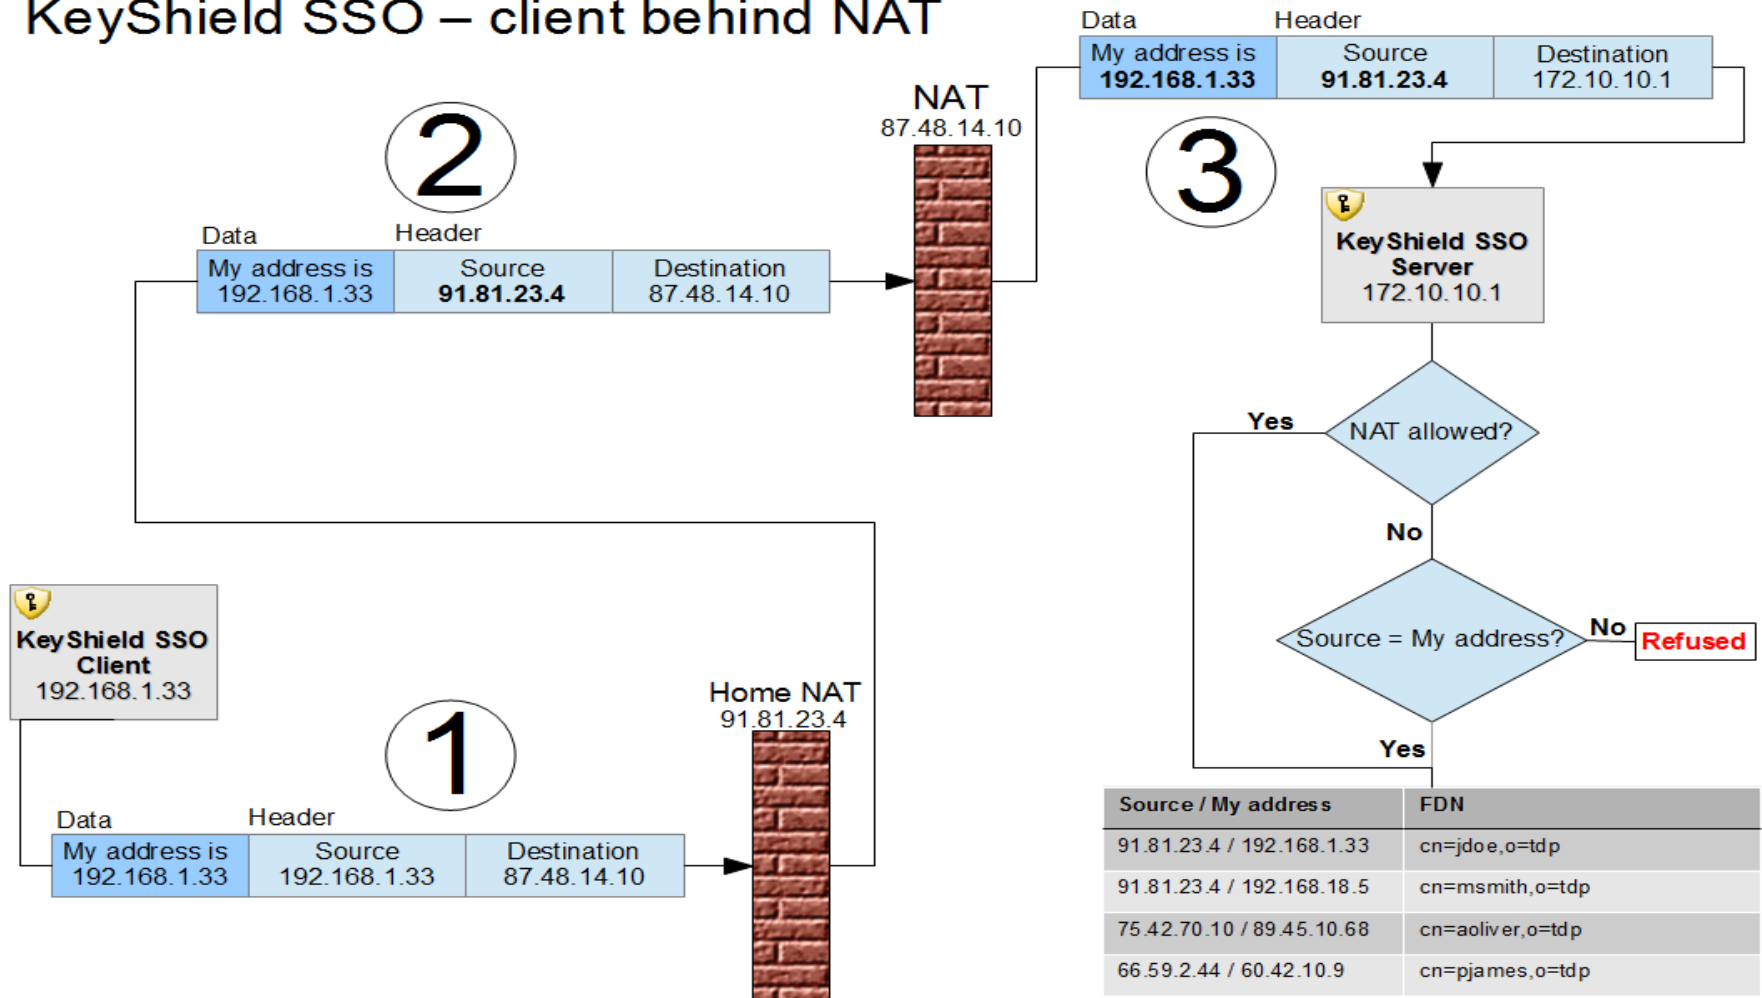 KeyShield SSO – client behind NAT
2
Data Header
My address is Source Destination
192.168.1.33 91.81.23.4 87.48.14.10
NAT
87.48.14.10
Data Header
My address is Source Destination
192.168.1.33 91.81.23.4 172.10.10.1
3
KeyShield SSO
Server
172.10.10.1
NAT allowed?
Yes
No
Source = My address?
No
Refused
Yes
KeyShield SSO
Client
192.168.1.33
1
Home NAT
91.81.23.4
Data Header
My address is Source Destination
192.168.1.33 192.168.1.33 87.48.14.10
Source / My address FDN
91.81.23.4 / 192.168.1.33 cn=jdoe,o=tdp
91.81.23.4 / 192.168.18.5 cn=msmith,o=tdp
75.42.70.10 / 89.45.10.68 cn=aoliver,o=tdp
66.59.2.44 / 60.42.10.9 cn=pjames,o=tdp